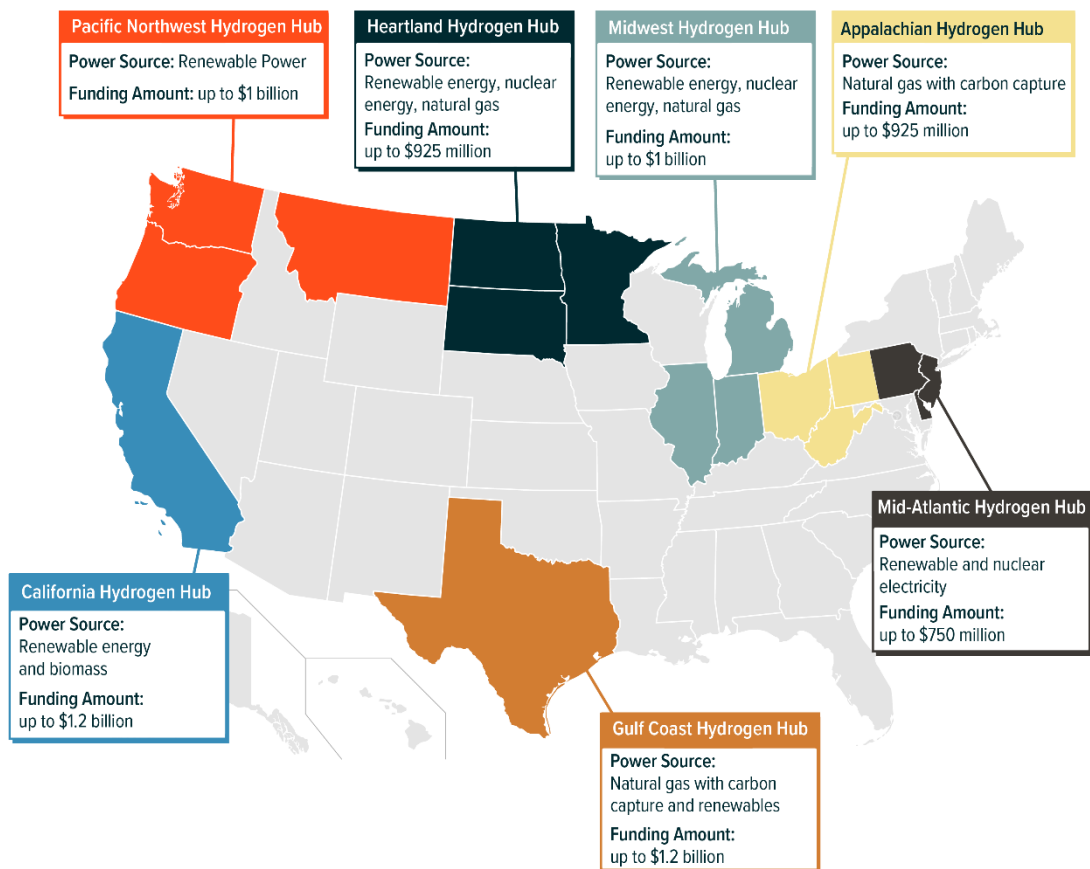 Pacific Northwest Hydrogen Hub
Power Source: Renewable Power
Funding Amount: up to $1 billion
Heartland Hydrogen Hub
Power Source:
Renewable energy, nuclear
energy, natural gas
Funding Amount:
up to $925 million
Midwest Hydrogen Hub
Power Source:
Renewable energy, nuclear
energy, natural gas
Funding Amount:
up to $1 billion
Appalachian Hydrogen Hub
Power Source:
Natural gas with carbon capture
Funding Amount:
up to $925 million
Mid-Atlantic Hydrogen Hub
Power Source:
Renewable and nuclear
electricity
Funding Amount:
up to $750 million
California Hydrogen Hub
Power Source:
Renewable energy
and biomass
Funding Amount:
up to $1.2 billion
Gulf Coast Hydrogen Hub
Power Source:
Natural gas with carbon
capture and renewables
Funding Amount:
up to $1.2 billion